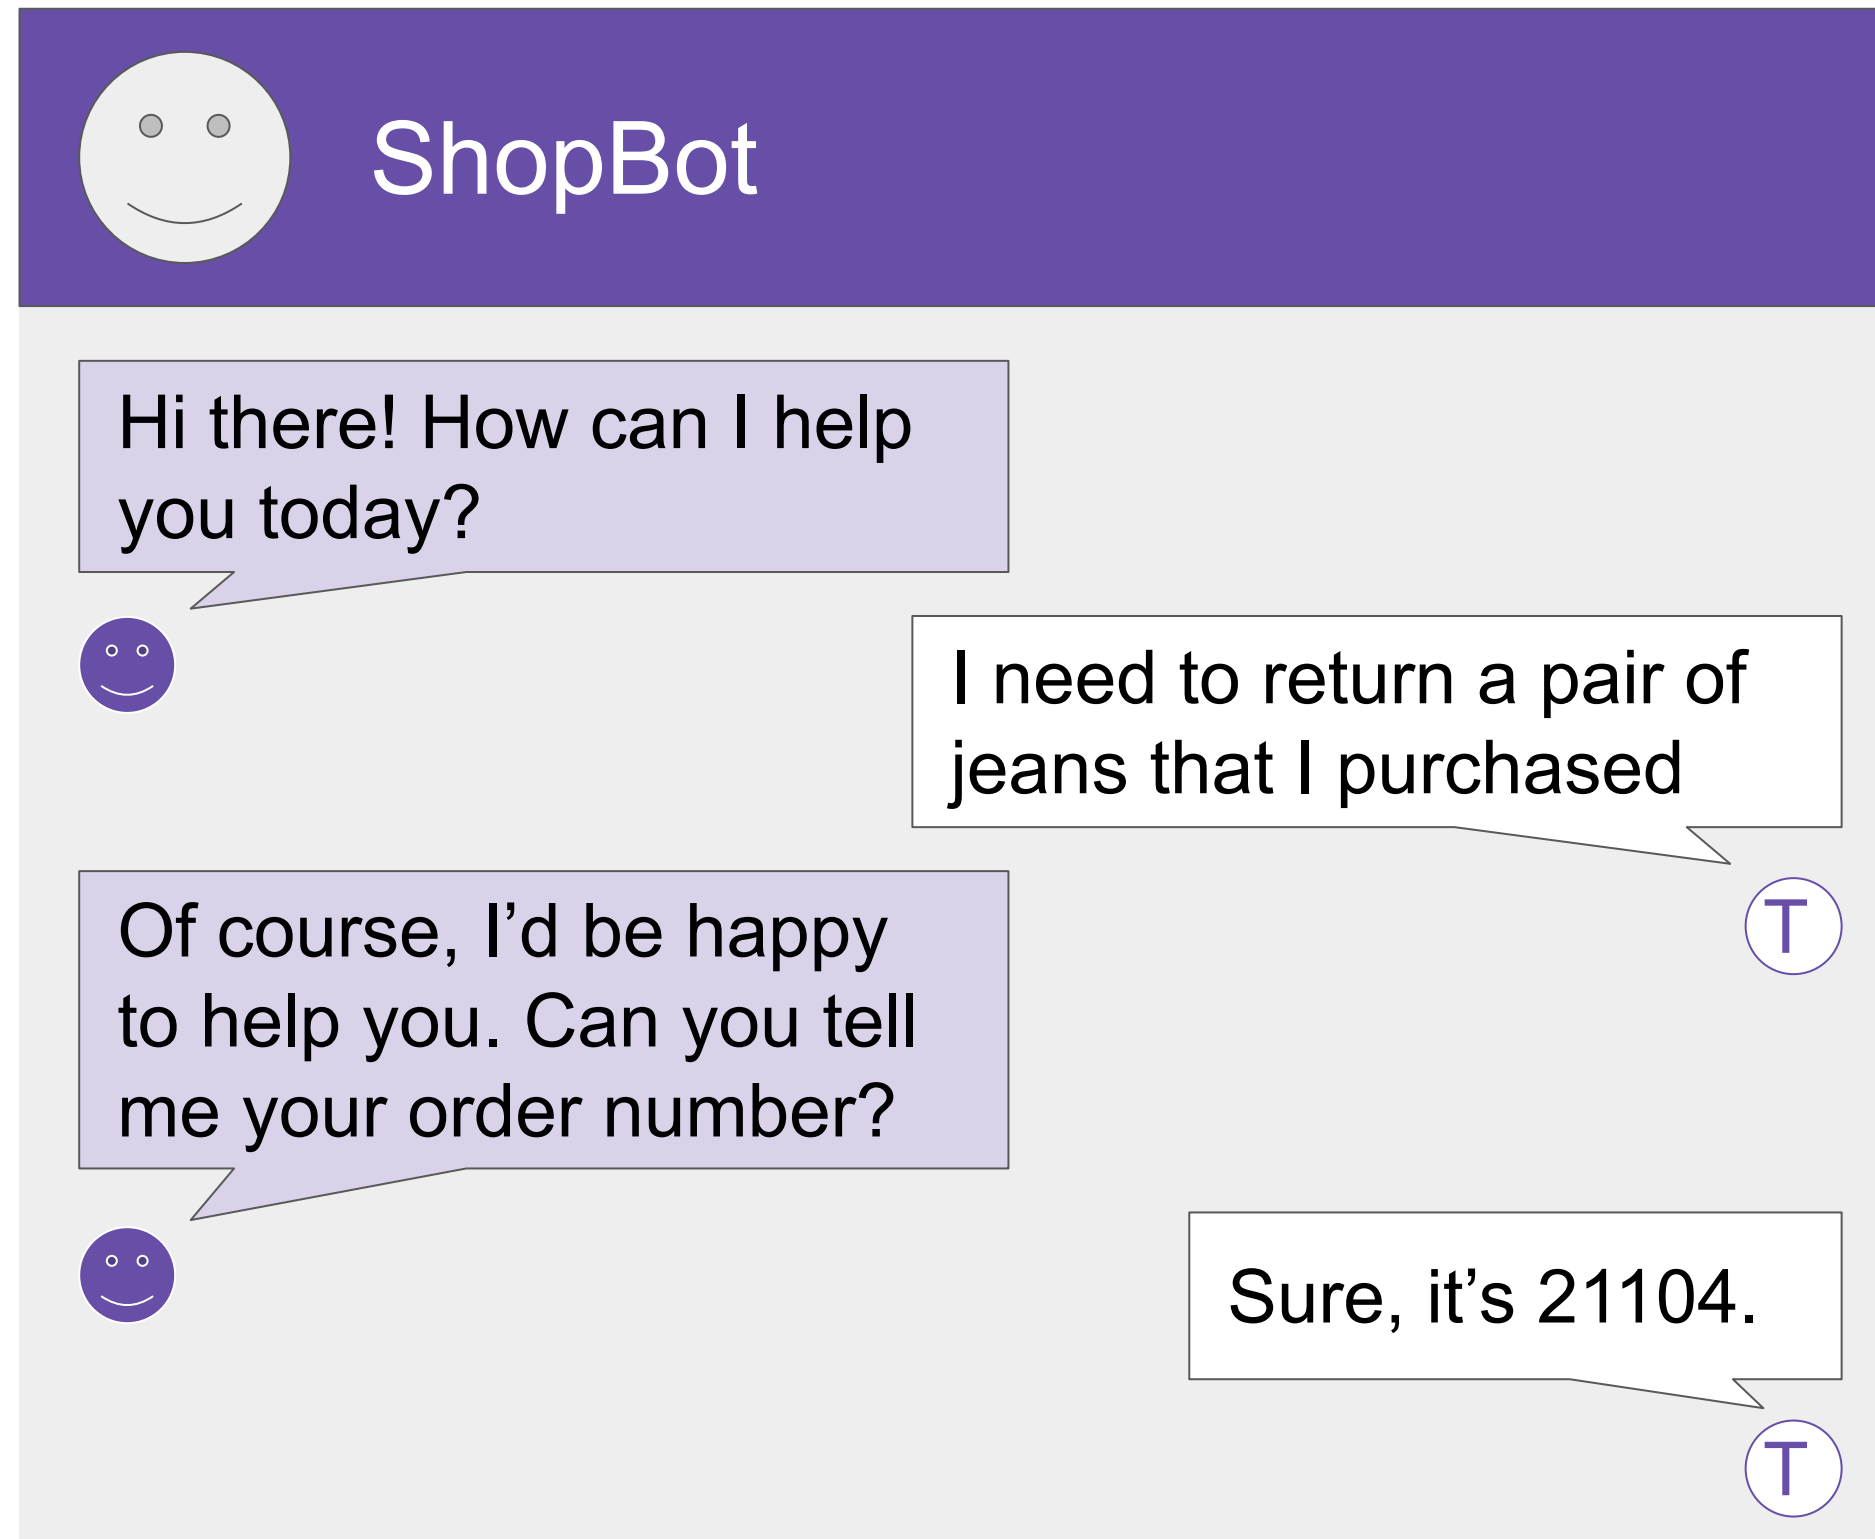 ShopBot
Hi there! How can I help
you today?
I need to return a pair of
jeans that I purchased
T
Of course, I’d be happy
to help you. Can you tell
me your order number?
Sure, it’s 21104.
T